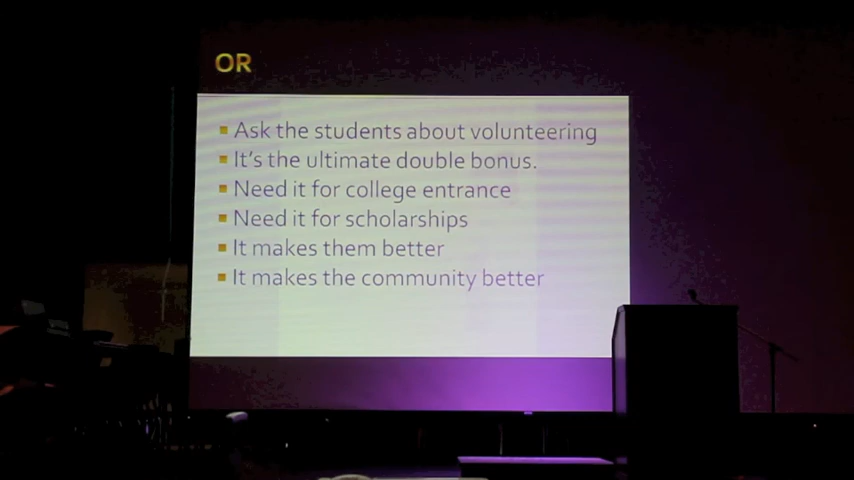 OR
Ask the students about volunteering
It's the ultimate double bonus.
Need it for college entrance
Need it for scholarships
It makes them better
It makes the community better